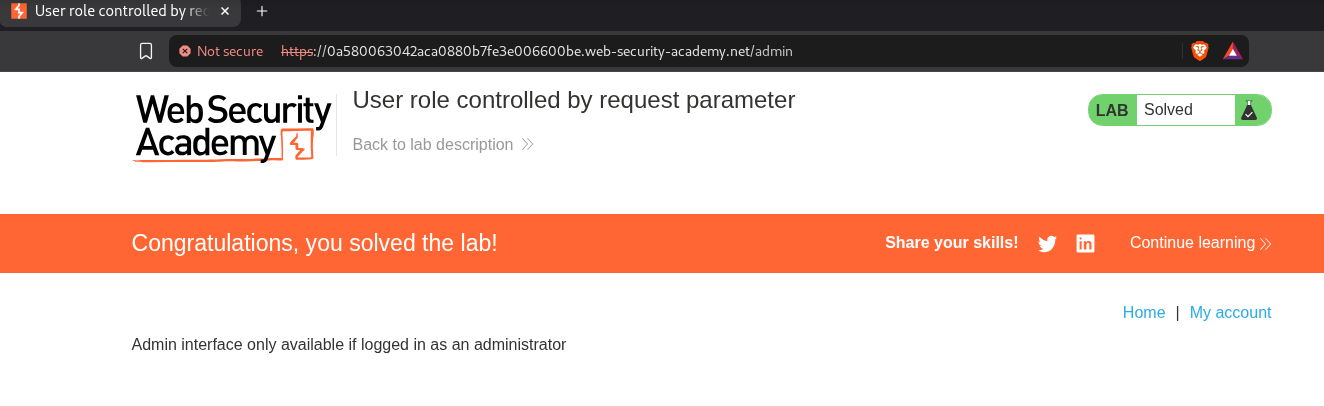 User role controlled by re
Not secure https://0a580063042aca0880b7fe3e006600be.web-security-academy.net/admin
Web Security
Academy
User role controlled by request parameter
Back to lab description
LAB Solved
Congratulations, you solved the lab!
Share your skills!
Continue learning
Home | My account
Admin interface only available if logged in as an administrator